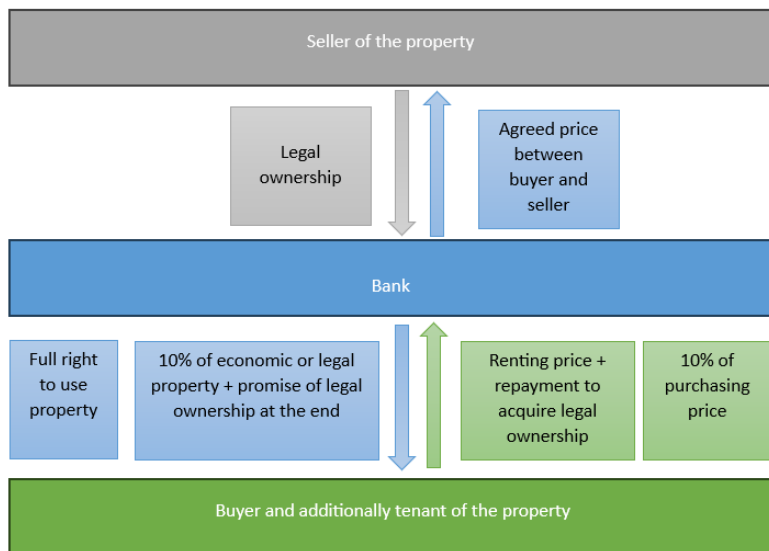 Seller of the property
Legal
ownership
Agreed price
between
buyer and
seller
Bank
Full right
to use
property
10% of economic or legal
property + promise of legal
ownership at the end
Renting price +
repayment to
acquire legal
ownership
10% of
purchasing
price
Buyer and additionally tenant of the property